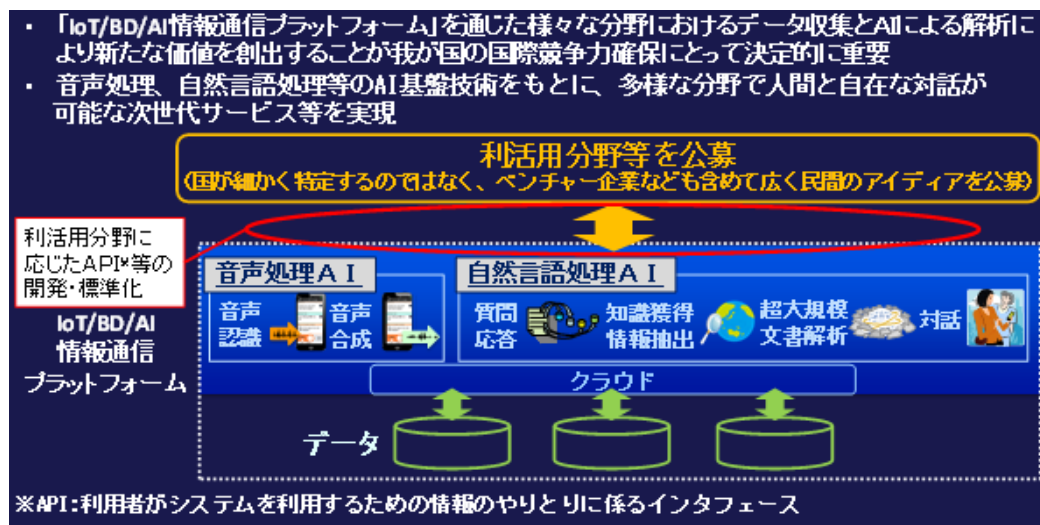 ・「IoT/BD/AI情報通信プラットフォーム」を通じた様々な分野におけるデータ収集とAIによる解析に
より新たな価値を創出することが我が国の国際競争力確保にとって決定的に重要
・ 音声処理、自然言語処理等のAI基盤技術をもとに、多様な分野で人間と自在な対話が
可能な次世代サービス等を実現
利活用分野等を公募
(国が細かく特定するのではなく、ベンチャー企業なども含めて広く民間のアイディアを公募)
利活用分野に
応じたAPI※等の
開発・標準化
IoT/BD/AI
情報通信
プラットフォーム
音声処理AI
音声
認識
音声
合成
自然言語処理AI
質問
応答
知識獲得
情報抽出
超大規模
文書解析
対話
クラウド
データ
※API:利用者がシステムを利用するための情報のやりとりに係るインタフェース